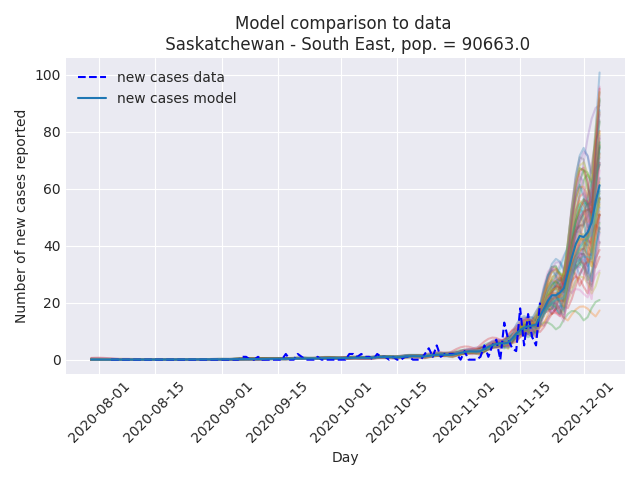 Model comparison to data
Saskatchewan - South East, pop. = 90663.0
new cases data
new cases model
Number of new cases reported
100
80
60
40
20
0
2020-08-01
2020-08-15
2020-09-01
2020-09-15
2020-10-01
2020-10-15
2020-11-01
2020-11-15
2020-12-01
Day